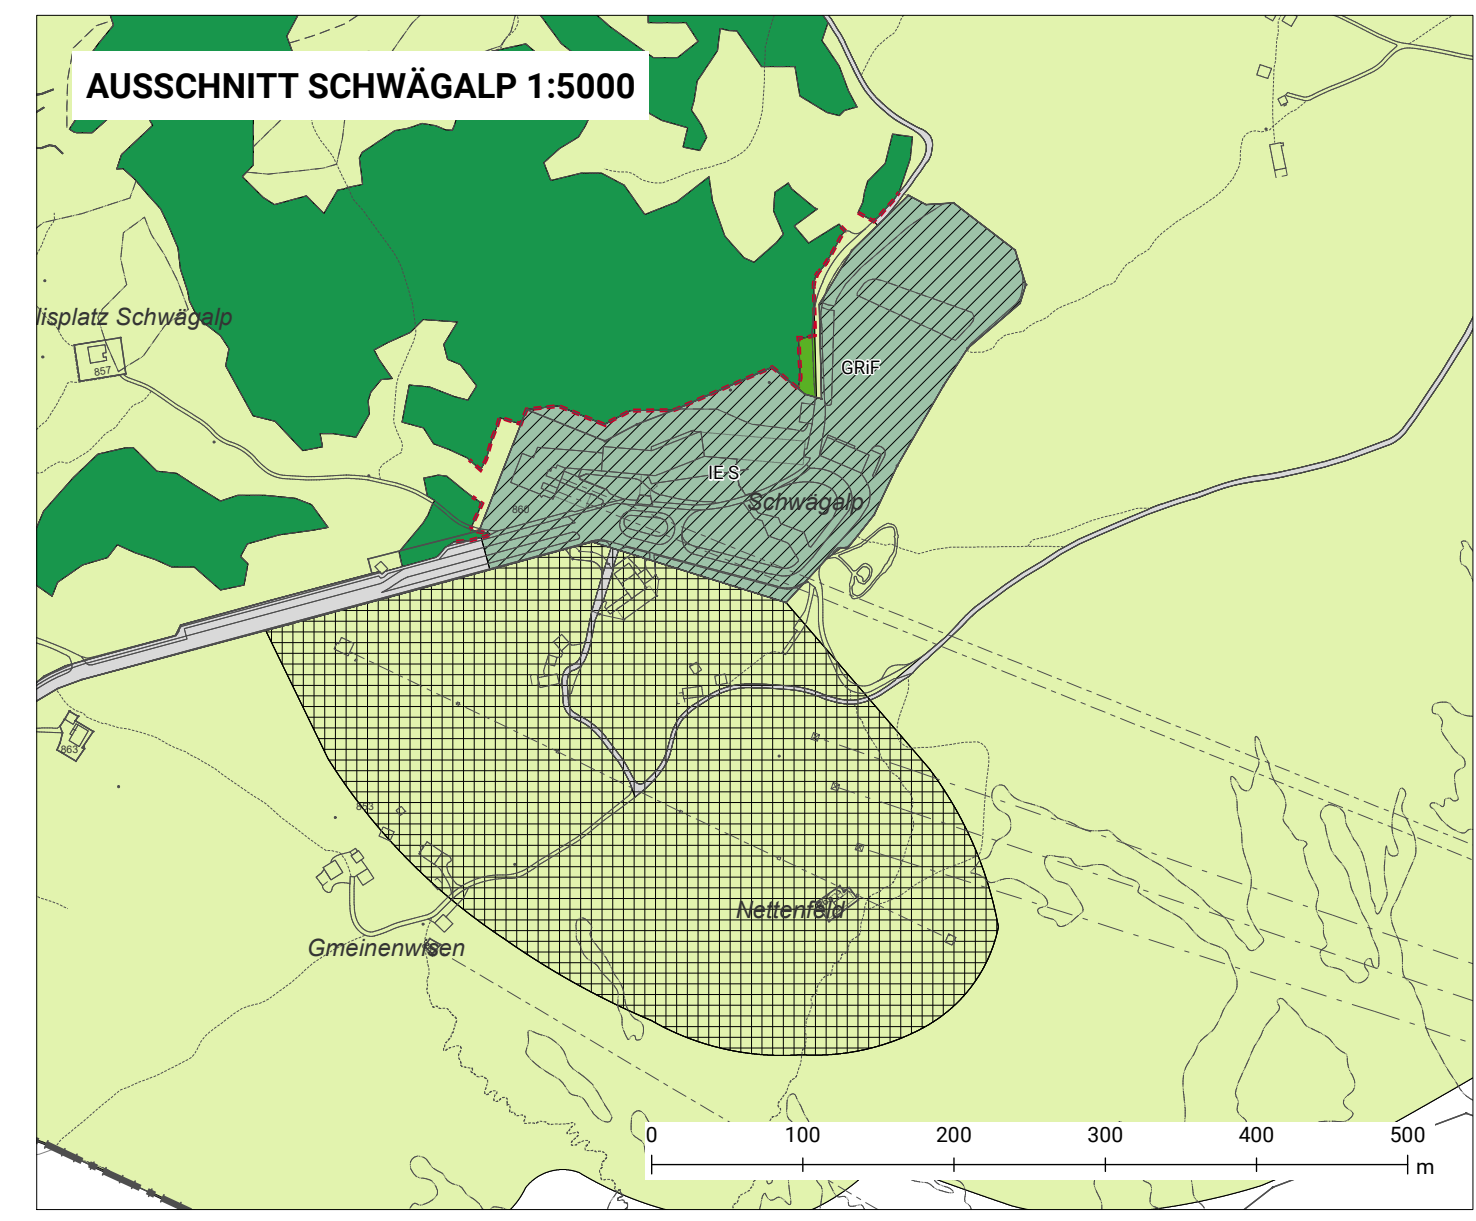 AUSSCHNITT SCHWÄGALP 1:5000
lisplatz Schwägalp
857
GRiF
IE S
Schwägalp
860
863
853
Nettenfeld
Gmeinenwisen
0 100 200 300 400 500
m